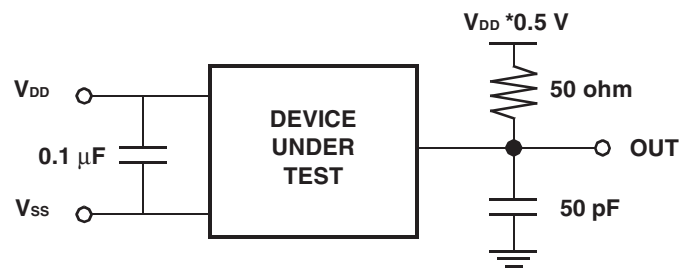 VDD *0.5 V
50 ohm
VDD
0.1 μF
VSS
DEVICE
UNDER
TEST
OUT
50 pF